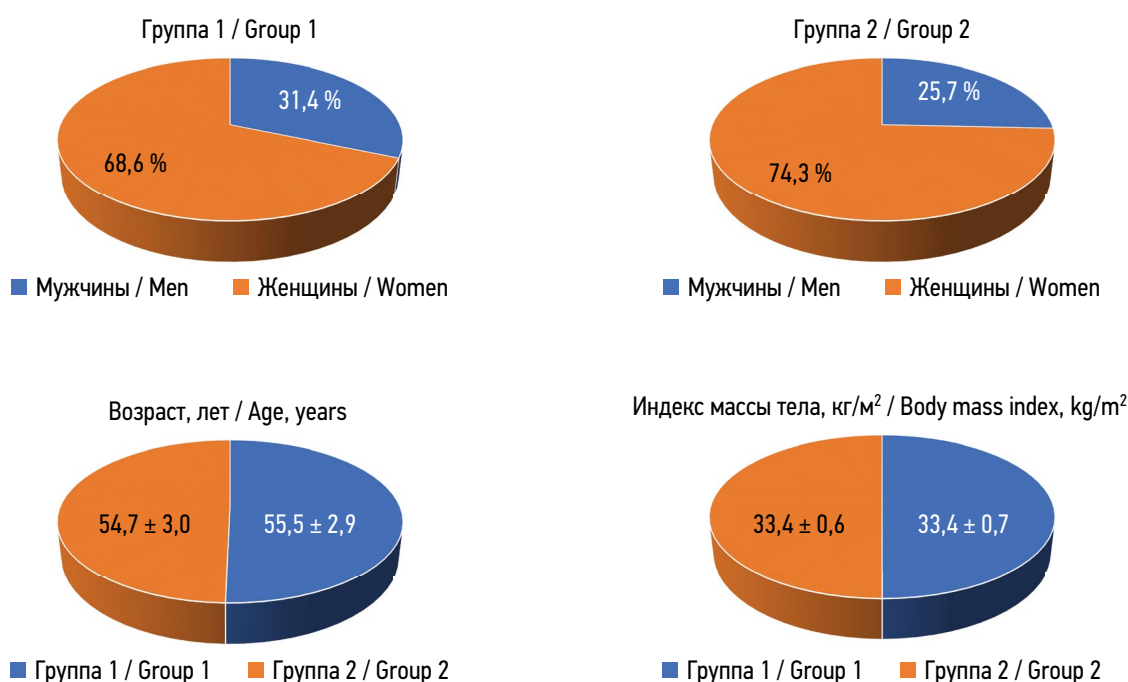 Группа 1 / Group 1
31,4 %
68,6 %
Мужчины / Men
Женщины / Women
Группа 2 / Group 2
25,7 %
74,3 %
Мужчины / Men
Женщины / Women
Возраст, лет / Age, years
54,7 ± 3,0
55,5 ± 2,9
Группа 1 / Group 1
Группа 2 / Group 2
Индекс массы тела, кг/м² / Body mass index, kg/m²
33,4 ± 0,6
33,4 ± 0,7
Группа 1 / Group 1
Группа 2 / Group 2